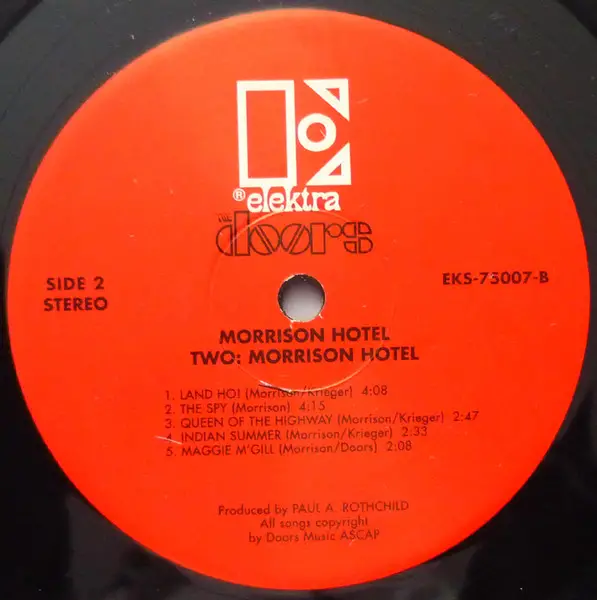 ® elektra
THE
doors
SIDE 2
STEREO
EKS-75007-B
MORRISON HOTEL
TWO: MORRISON HOTEL
1. LAND HO! (Morrison/Krieger) 4:08
2. THE SPY (Morrison) 4:15
3. QUEEN OF THE HIGHWAY (Morrison/Krieger) 2:47
4. INDIAN SUMMER (Morrison/Krieger) 2:33
5. MAGGIE M'GILL (Morrison/Doors) 2:08
Produced by PAUL A. ROTHCHILD
All songs copyright
by Doors Music ASCAP